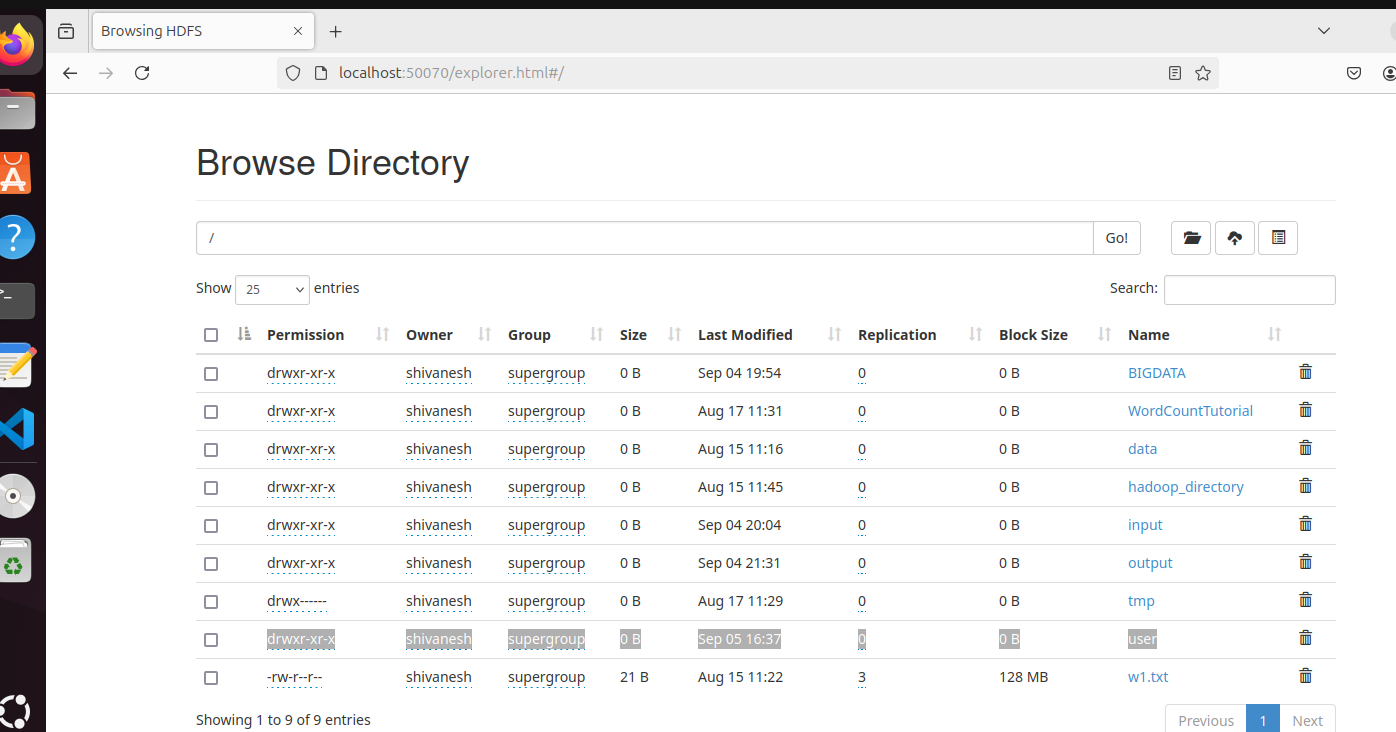 Browsing HDFS
localhost:50070/explorer.html#/
Browse Directory
/ Go!
Show 25 entries Search:
Permission Owner Group Size Last Modified Replication Block Size Name
drwxr-xr-x shivanesh supergroup 0 B Sep 04 19:54 0 0 B BIGDATA
drwxr-xr-x shivanesh supergroup 0 B Aug 17 11:31 0 0 B WordCountTutorial
drwxr-xr-x shivanesh supergroup 0 B Aug 15 11:16 0 0 B data
drwxr-xr-x shivanesh supergroup 0 B Aug 15 11:45 0 0 B hadoop_directory
drwxr-xr-x shivanesh supergroup 0 B Sep 04 20:04 0 0 B input
drwxr-xr-x shivanesh supergroup 0 B Sep 04 21:31 0 0 B output
drwx------ shivanesh supergroup 0 B Aug 17 11:29 0 0 B tmp
drwxr-xr-x shivanesh supergroup 0 B Sep 05 16:37 0 0 B user
-rw-r--r-- shivanesh supergroup 21 B Aug 15 11:22 3 128 MB w1.txt
Showing 1 to 9 of 9 entries Previous 1 Next